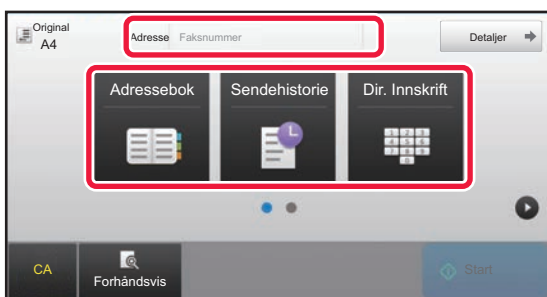 Original
A4
Adresse Faksnummer
Detaljer
Adressebok
Sendehistorie
Dir. Innskrift
CA
Forhåndsvis
Start